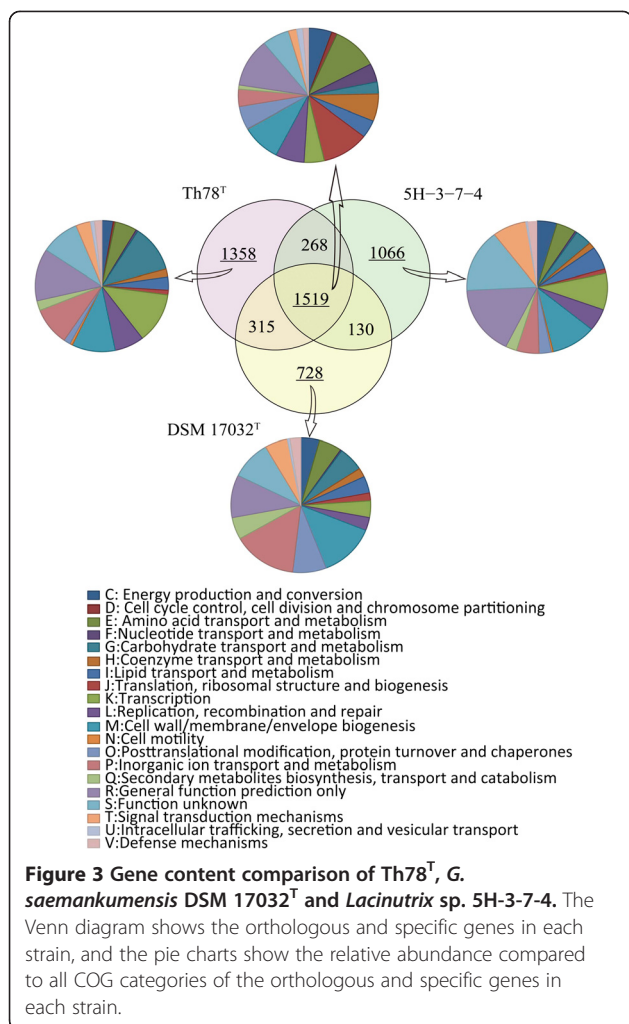 Th78ᵀ
5H−3−7−4
1358
268
1066
1519
315
130
728
DSM 17032ᵀ
C: Energy production and conversion
D: Cell cycle control, cell division and chromosome partitioning
E: Amino acid transport and metabolism
F:Nucleotide transport and metabolism
G:Carbohydrate transport and metabolism
H:Coenzyme transport and metabolism
I:Lipid transport and metabolism
J:Translation, ribosomal structure and biogenesis
K:Transcription
L:Replication, recombination and repair
M:Cell wall/membrane/envelope biogenesis
N:Cell motility
O:Posttranslational modification, protein turnover and chaperones
P:Inorganic ion transport and metabolism
Q:Secondary metabolites biosynthesis, transport and catabolism
R:General function prediction only
S:Function unknown
T:Signal transduction mechanisms
U:Intracellular trafficking, secretion and vesicular transport
V:Defense mechanisms
Figure 3 Gene content comparison of Th78ᵀ, G.
saemankumensis DSM 17032ᵀ and Lacinutrix sp. 5H-3-7-4. The
Venn diagram shows the orthologous and specific genes in each
strain, and the pie charts show the relative abundance compared
to all COG categories of the orthologous and specific genes in
each strain.